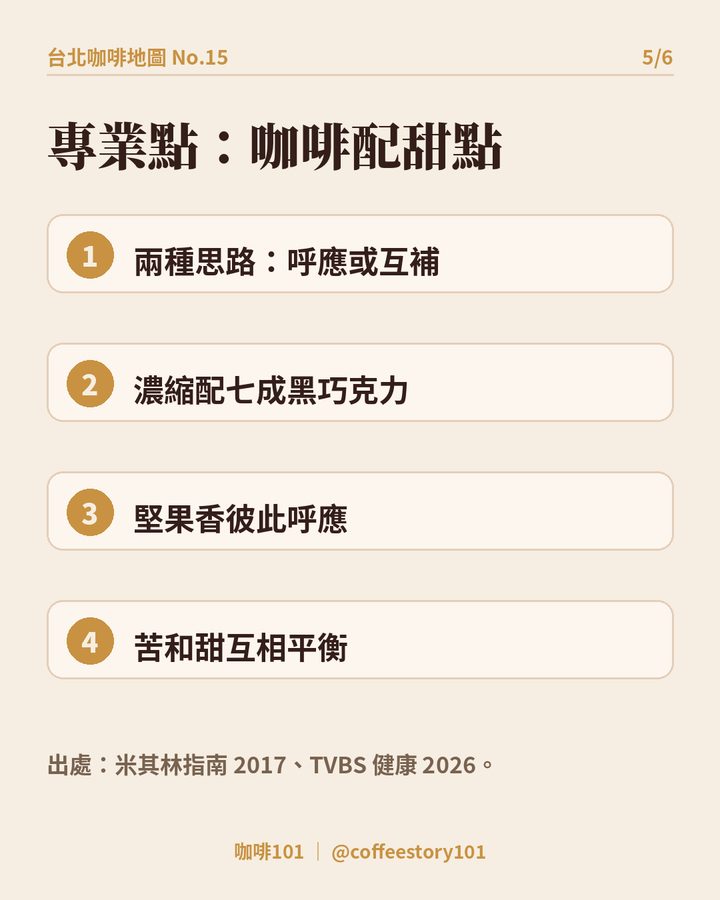 台北咖啡地圖 No.15
5/6
專業點：咖啡配甜點
1 兩種思路：呼應或互補
2 濃縮配七成黑巧克力
3 堅果香彼此呼應
4 苦和甜互相平衡
出處：米其林指南 2017、TVBS 健康 2026。
咖啡101｜@coffeestory101